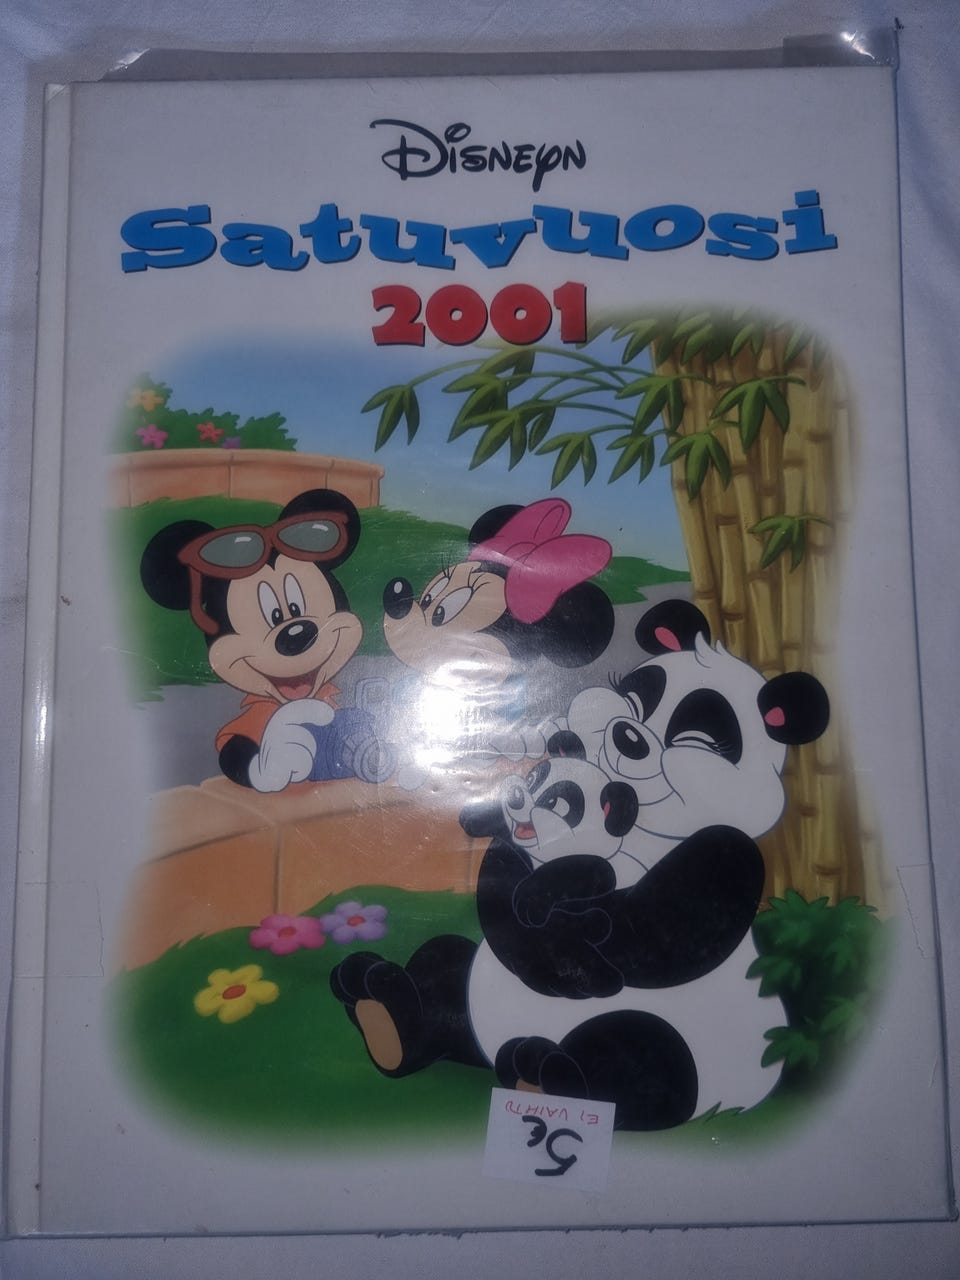 Disneyn
Satuvuosi
2001
5€
EI VAIHTO